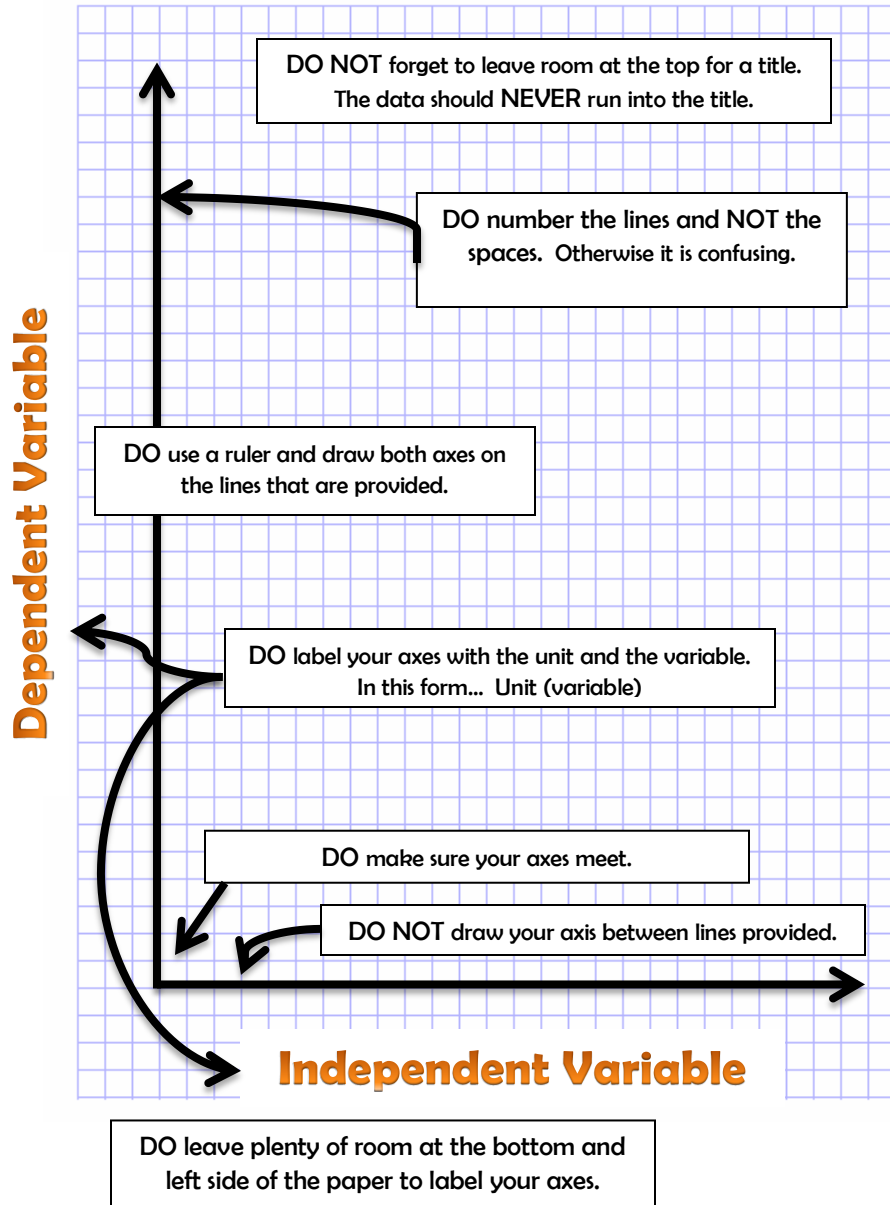 DO NOT forget to leave room at the top for a title.
The data should NEVER run into the title.
DO number the lines and NOT the
spaces. Otherwise it is confusing.
Dependent Variable
DO use a ruler and draw both axes on
the lines that are provided.
DO label your axes with the unit and the variable.
In this form... Unit (variable)
DO make sure your axes meet.
DO NOT draw your axis between lines provided.
Independent Variable
DO leave plenty of room at the bottom and
left side of the paper to label your axes.